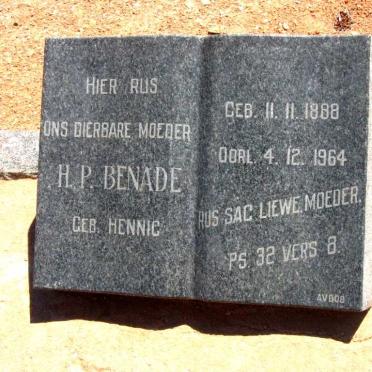 HIER RUS
ONS DIERBARE MOEDER
H. P. BENADE
GEB. HENNIG
GEB. 11. 11. 1888
OORL. 4. 12. 1964
RUS SAG LIEWE MOEDER.
PS 32 VERS 8.
AVBOB